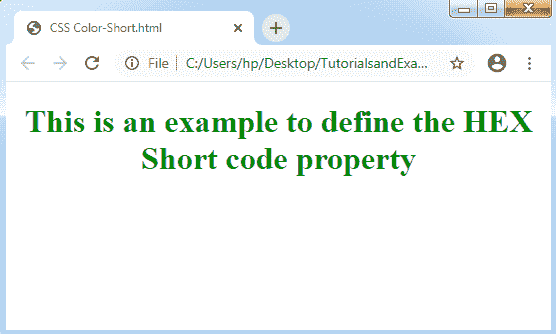 CSS Color-Short.html
File
C:/Users/hp/Desktop/TutorialsandExa...
This is an example to define the HEX
Short code property